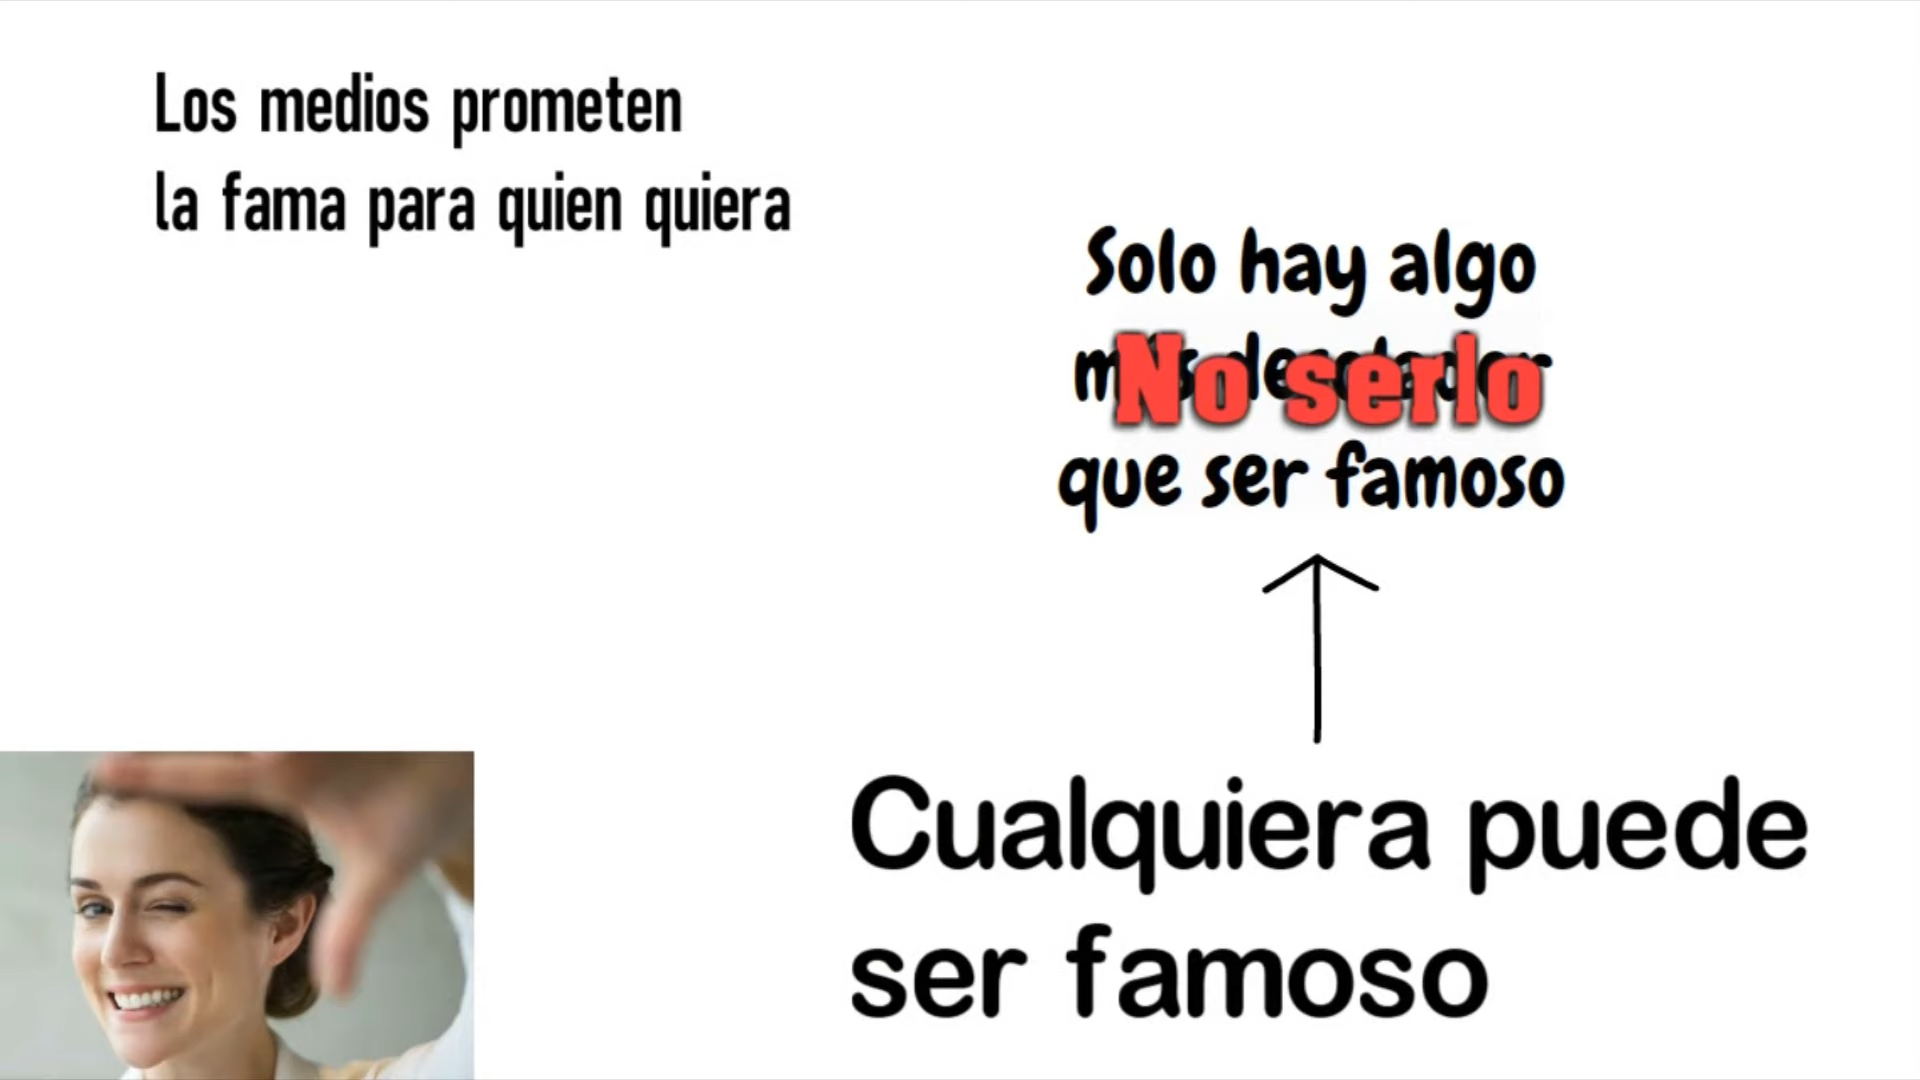 Los medios prometen
la fama para quien quiera
Solo hay algo
No serlo
que ser famoso
Cualquiera puede
ser famoso